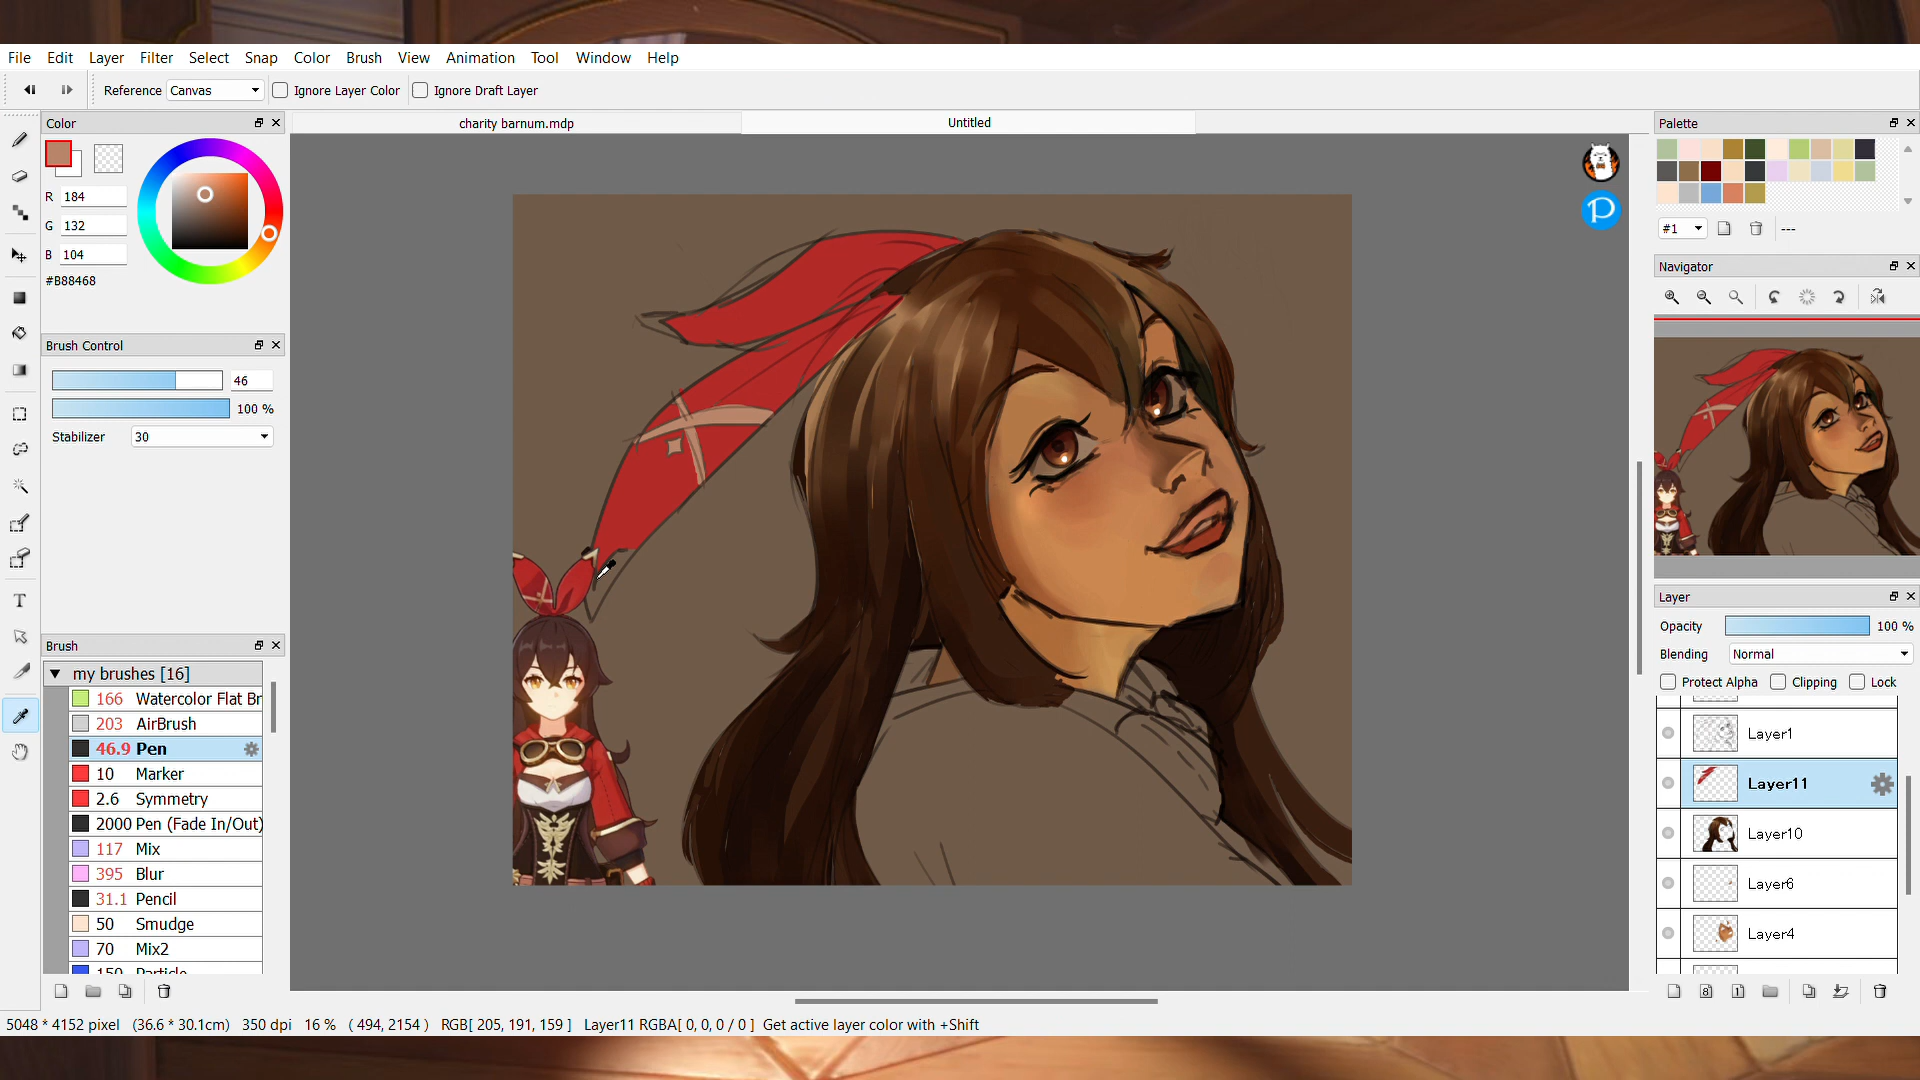 File Edit Layer Filter Select Snap Color Brush View Animation Tool Window Help
Reference Canvas Ignore Layer Color Ignore Draft Layer
Color
charity barnum.mdp
Untitled
Palette
R 184
G 132
B 104
#B88468
#1 ---
Navigator
Brush Control
46
100 %
Stabilizer 30
Layer
Opacity 100 %
Blending Normal
Protect Alpha Clipping Lock
Brush
my brushes [16]
166 Watercolor Flat Br
203 AirBrush
46.9 Pen
10 Marker
2.6 Symmetry
2000 Pen (Fade In/Out)
117 Mix
395 Blur
31.1 Pencil
50 Smudge
70 Mix2
150 Particle
Layer1
Layer11
Layer10
Layer6
Layer4
5048 * 4152 pixel (36.6 * 30.1cm) 350 dpi 16 % ( 494, 2154 ) RGB[ 205, 191, 159 ] Layer11 RGBA[ 0, 0, 0 / 0 ] Get active layer color with +Shift